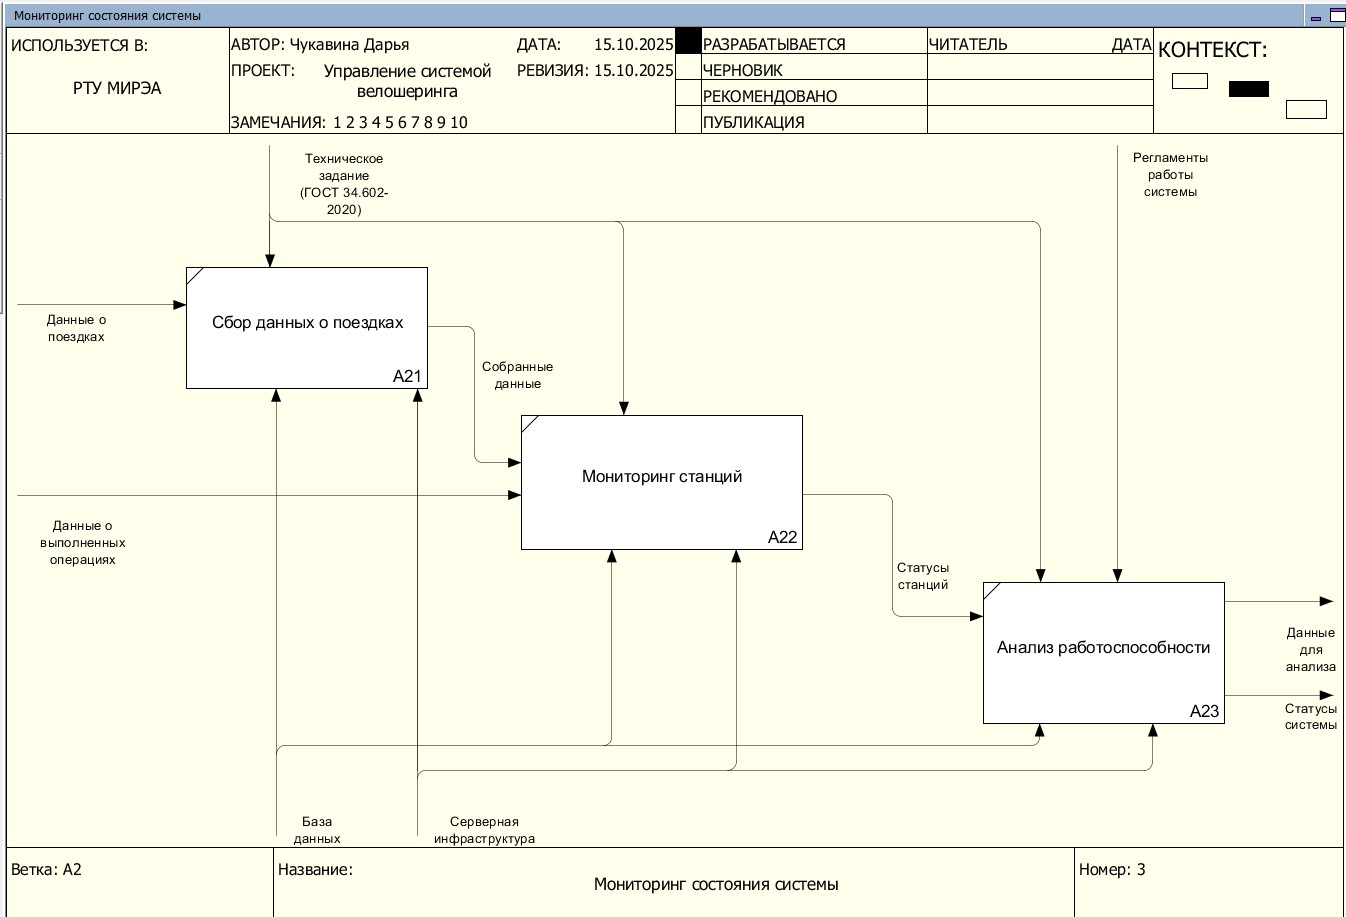 Мониторинг состояния системы
ИСПОЛЬЗУЕТСЯ В:
РТУ МИРЭА
АВТОР: Чукавина Дарья
ДАТА: 15.10.2025
ПРОЕКТ: Управление системой
велошеринга
РЕВИЗИЯ: 15.10.2025
ЗАМЕЧАНИЯ: 1 2 3 4 5 6 7 8 9 10
РАЗРАБАТЫВАЕТСЯ
ЧЕРНОВИК
РЕКОМЕНДОВАНО
ПУБЛИКАЦИЯ
ЧИТАТЕЛЬ ДАТА
КОНТЕКСТ:
Техническое
задание
(ГОСТ 34.602-
2020)
Регламенты
работы
системы
Данные о
поездках
Сбор данных о поездках
A21
Собранные
данные
Данные о
выполненных
операциях
Мониторинг станций
A22
Статусы
станций
Анализ работоспособности
A23
Данные
для
анализа
Статусы
системы
База
данных
Серверная
инфраструктура
Ветка: A2
Название:
Мониторинг состояния системы
Номер: 3